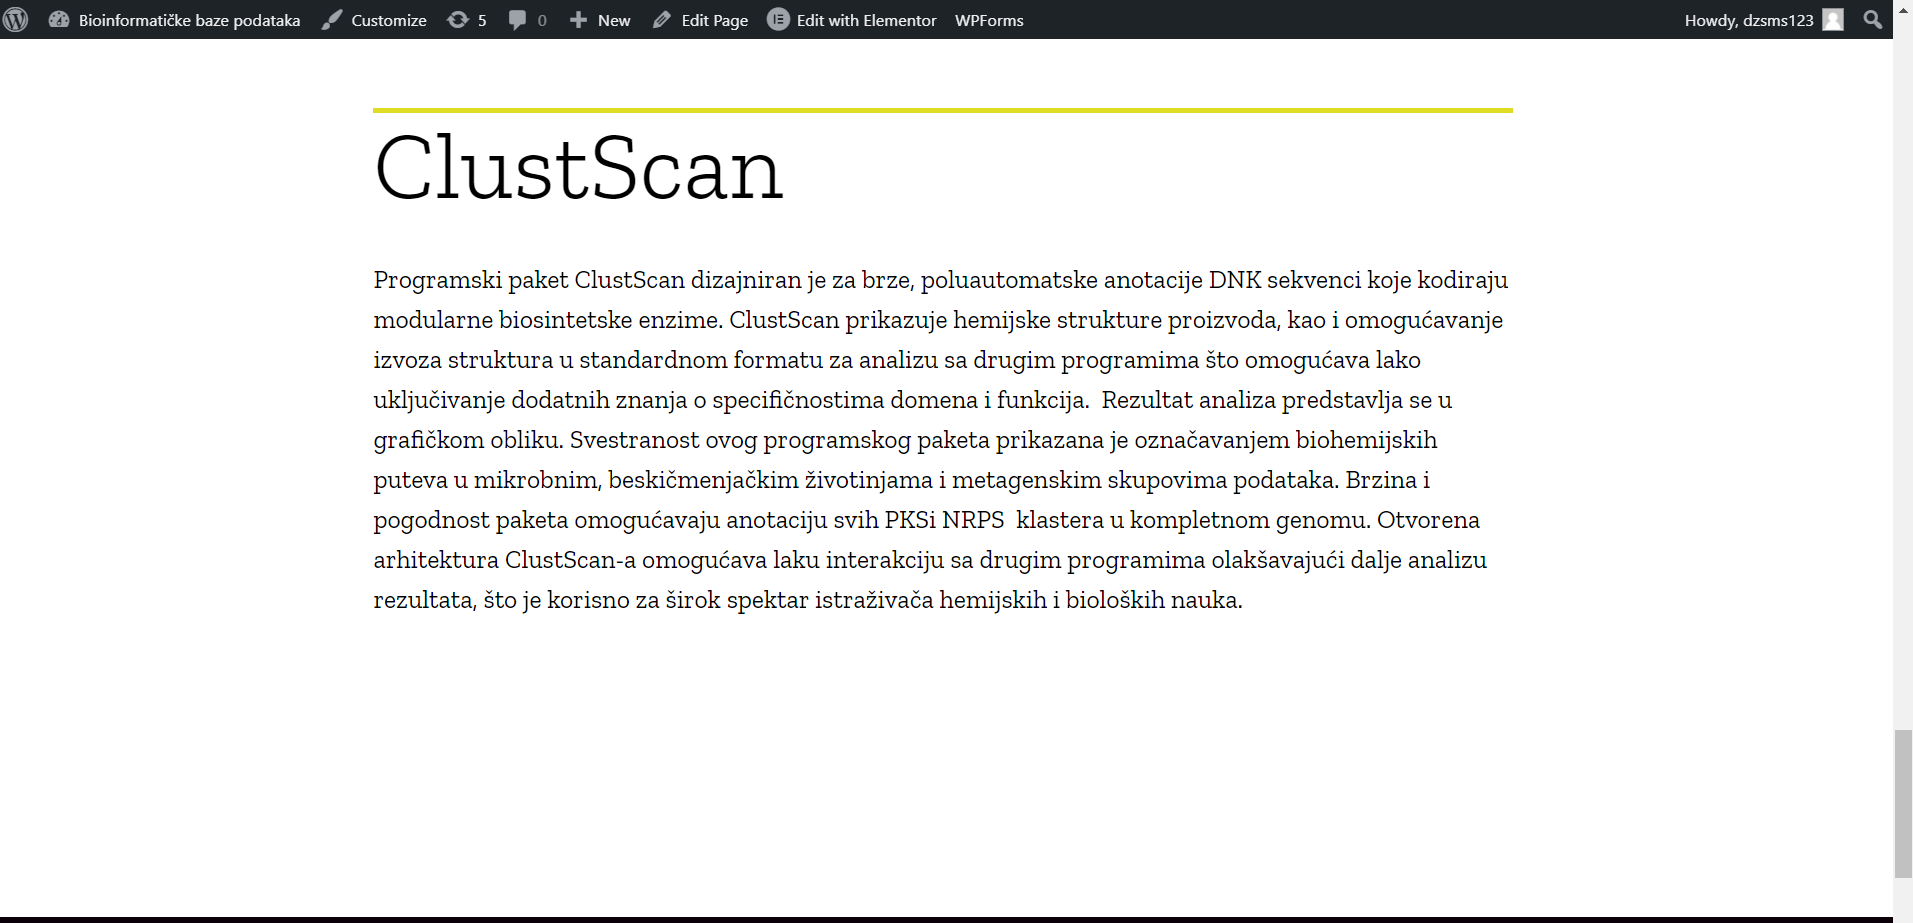 Bioinformatičke baze podataka Customize 5 0 New Edit Page Edit with Elementor WPForms Howdy, dzsms123
ClustScan
Programski paket ClustScan dizajniran je za brze, poluautomatske anotacije DNK sekvenci koje kodiraju
modularne biosintetske enzime. ClustScan prikazuje hemijske strukture proizvoda, kao i omogućavanje
izvoza struktura u standardnom formatu za analizu sa drugim programima što omogućava lako
uključivanje dodatnih znanja o specifičnostima domena i funkcija.  Rezultat analiza predstavlja se u
grafičkom obliku. Svestranost ovog programskog paketa prikazana je označavanjem biohemijskih
puteva u mikrobnim, beskičmenjačkim životinjama i metagenskim skupovima podataka. Brzina i
pogodnost paketa omogućavaju anotaciju svih PKSi NRPS  klastera u kompletnom genomu. Otvorena
arhitektura ClustScan-a omogućava laku interakciju sa drugim programima olakšavajući dalje analizu
rezultata, što je korisno za širok spektar istraživača hemijskih i bioloških nauka.